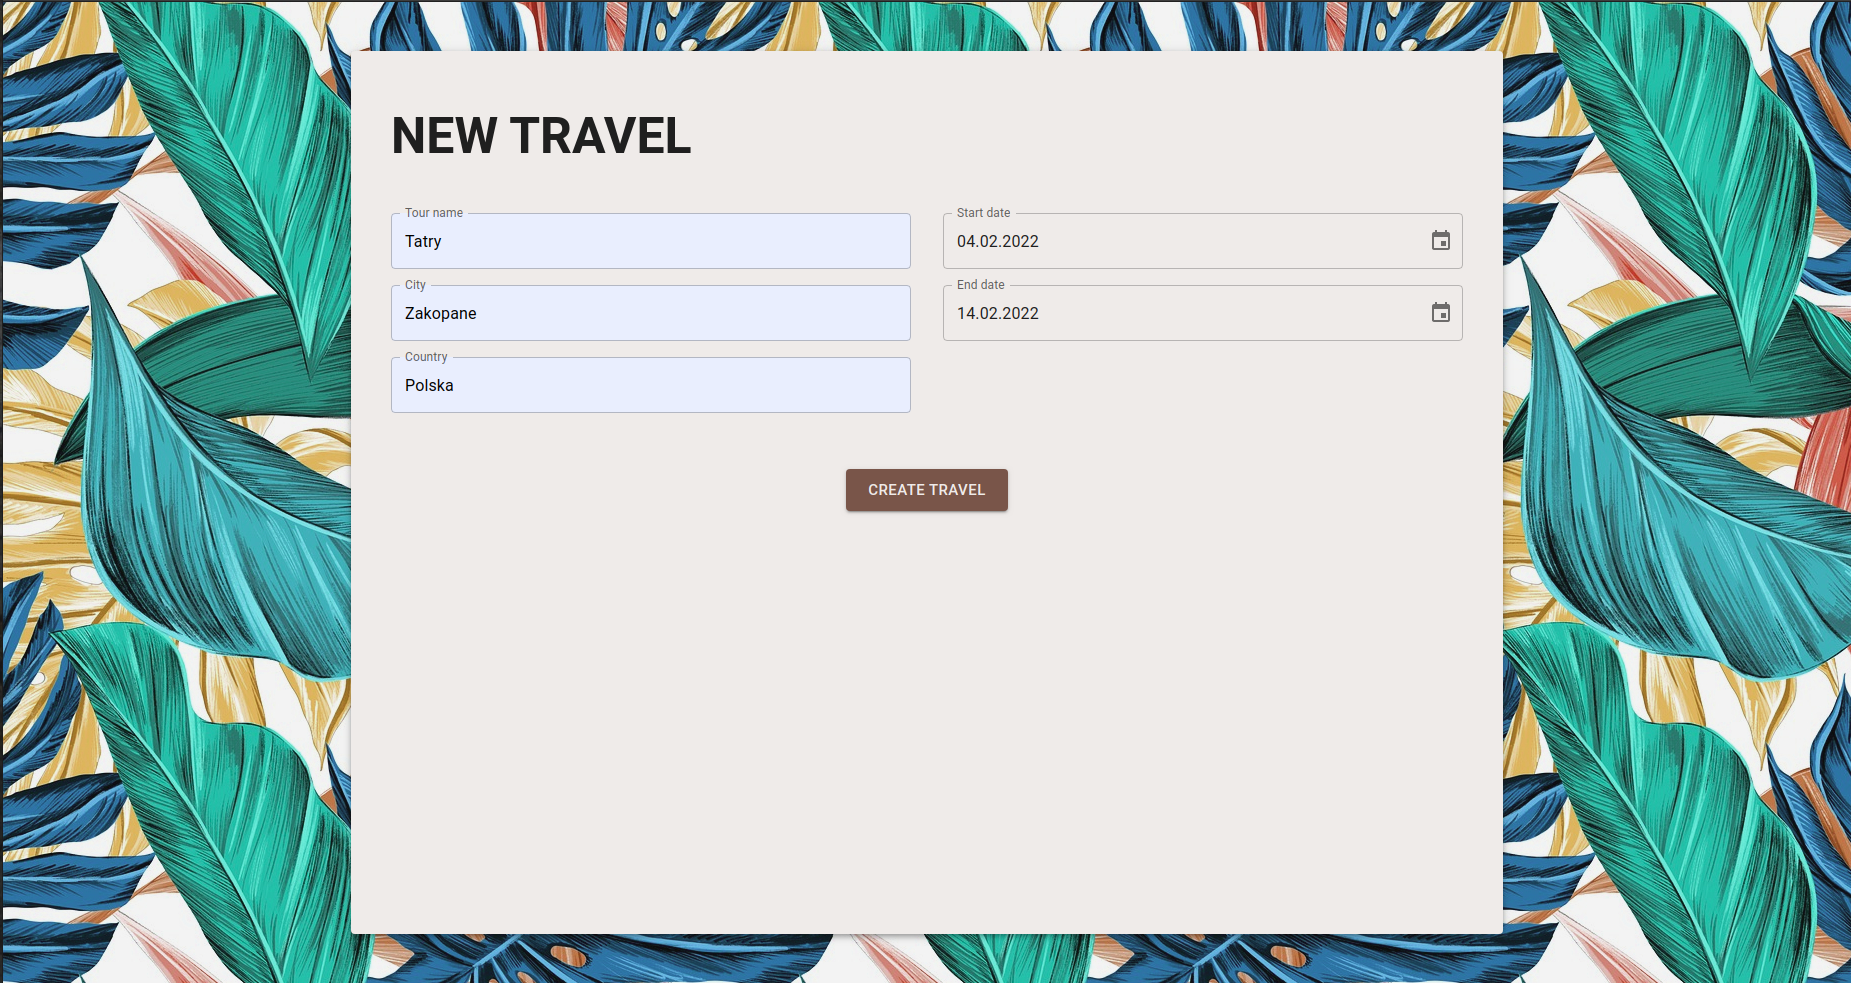 NEW TRAVEL
Tour name
Tatry
Start date
04.02.2022
City
Zakopane
End date
14.02.2022
Country
Polska
CREATE TRAVEL